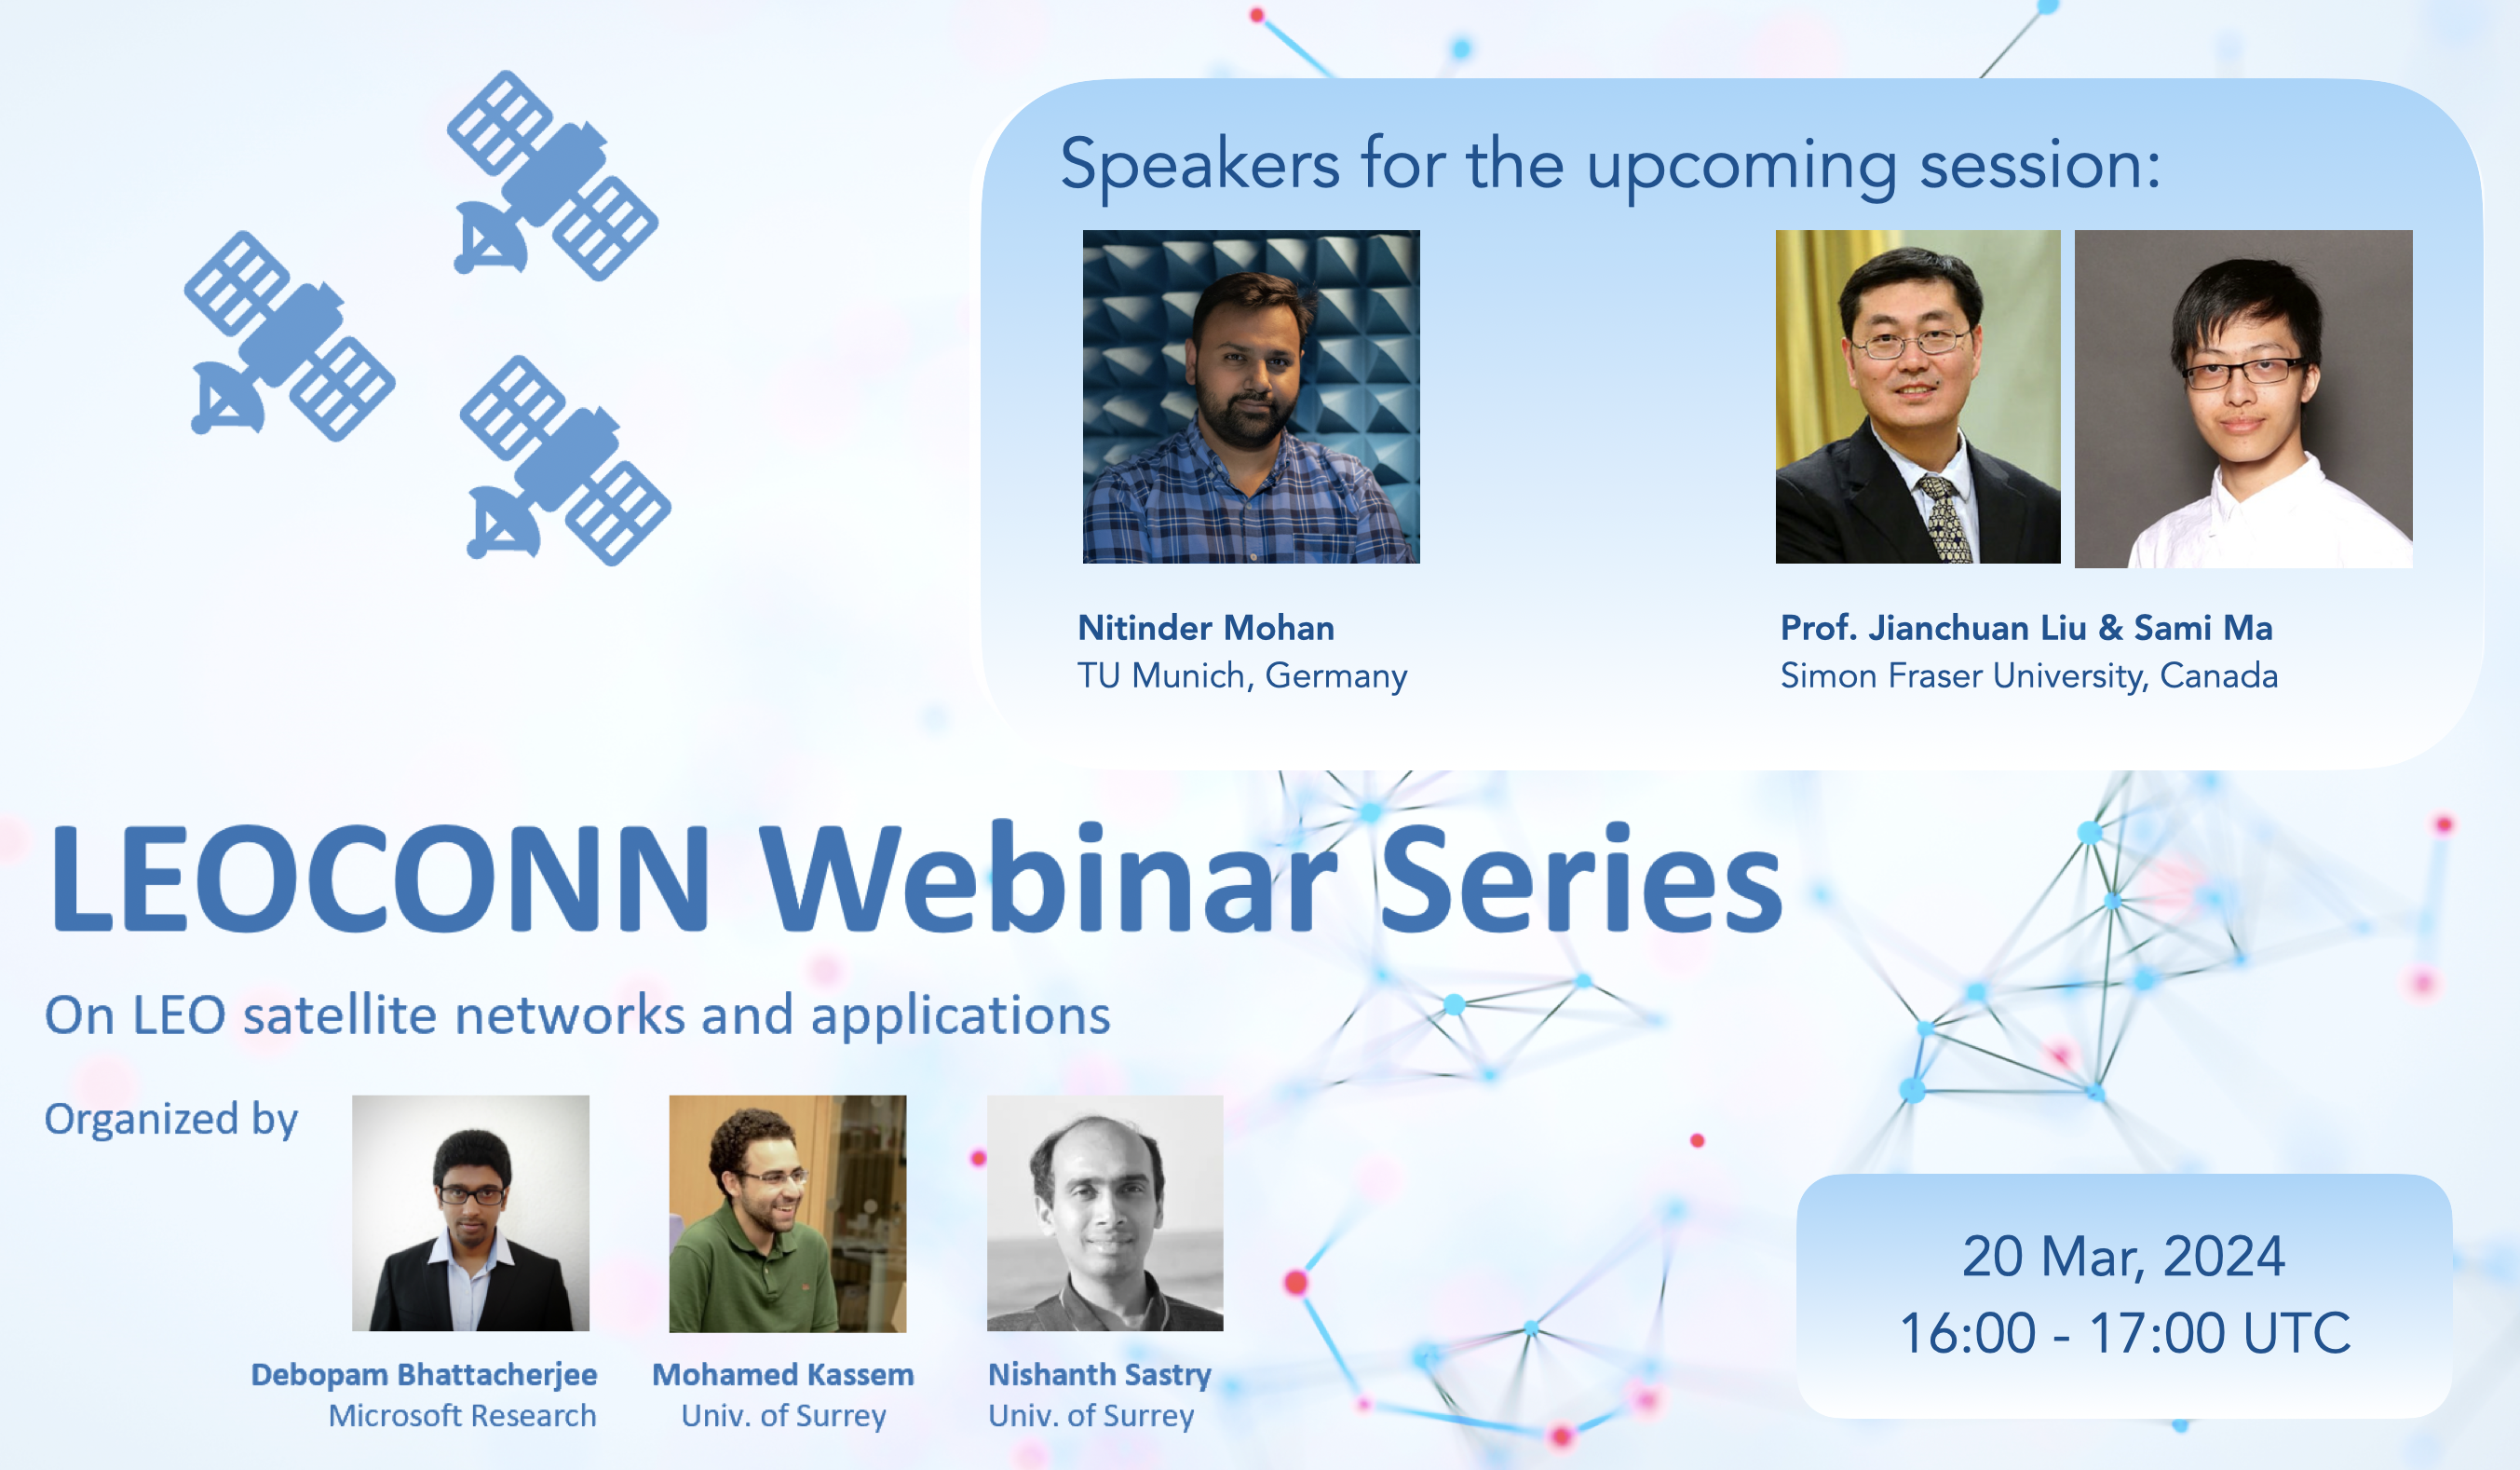 Speakers for the upcoming session:
Nitinder Mohan
TU Munich, Germany
Prof. Jianchuan Liu & Sami Ma
Simon Fraser University, Canada
LEOCONN Webinar Series
On LEO satellite networks and applications
Organized by
Debopam Bhattacherjee
Microsoft Research
Mohamed Kassem
Univ. of Surrey
Nishanth Sastry
Univ. of Surrey
20 Mar, 2024
16:00 - 17:00 UTC